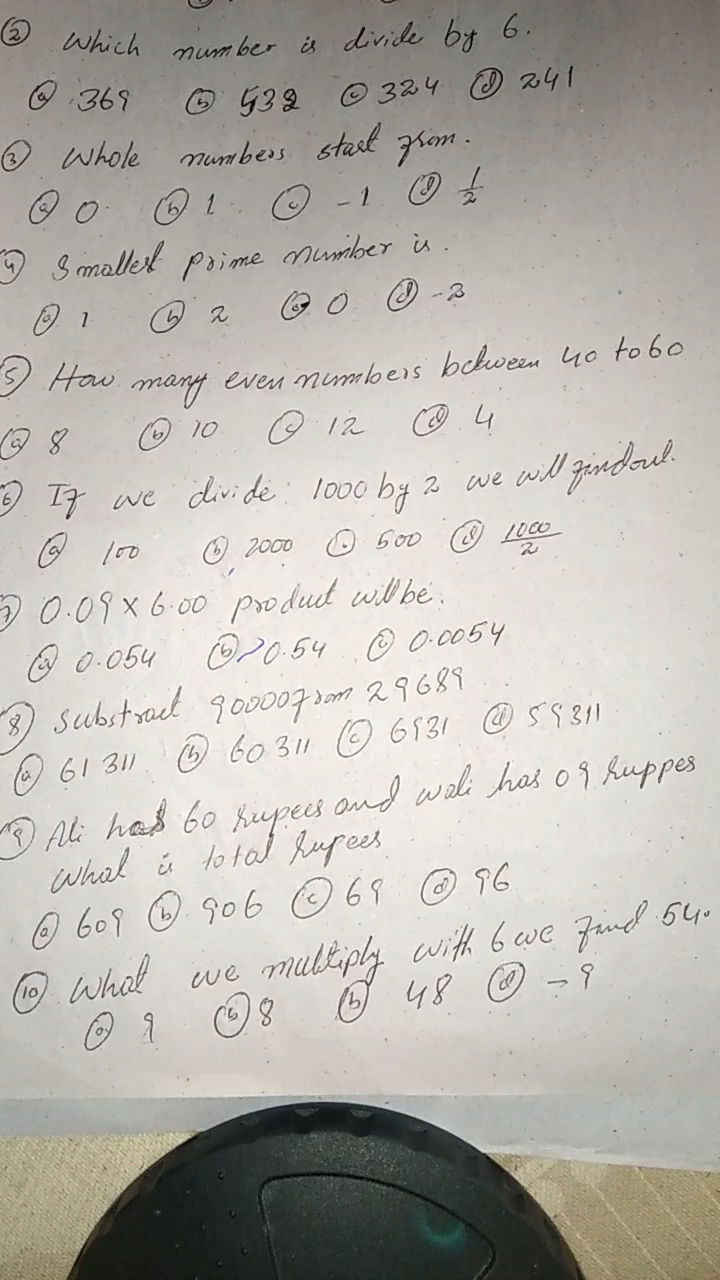 ② Which number is divide by 6.
ⓐ 369 ⓑ 532 ⓒ 324 ⓓ 241
③ Whole numbers start from.
ⓐ 0 ⓑ 1 ⓒ -1 ⓓ 1/2
④ Smallest prime number is.
ⓐ 1 ⓑ 2 ⓒ 0 ⓓ -2
⑤ How many even numbers between 40 to 60
ⓐ 8 ⓑ 10 ⓒ 12 ⓓ 4
⑥ If we divide 1000 by 2 we will findout.
ⓐ 100 ⓑ 2000 ⓒ 500 ⓓ 1000/2
⑦ 0.09 × 6.00 product will be.
ⓐ 0.054 ⓑ 0.54 ⓒ 0.0054
⑧ Substract 90000 from 29689
ⓐ 61311 ⓑ 60311 ⓒ 6931 ⓓ 59311
⑨ Ali has 60 rupees and wali has 09 ruppes
What is total rupees
ⓐ 609 ⓑ 906 ⓒ 69 ⓓ 96
⑩ What we multiply with 6 we find 54.
ⓐ 9 ⓑ 8 ⓑ 48 ⓓ -9